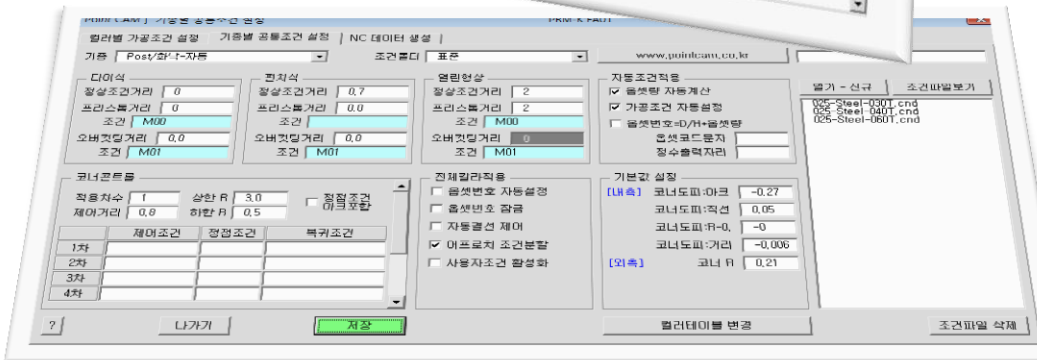 컬러별 가공조건 설정 기종별 공통조건 설정 NC 데이터 생성
기종 Post/화낙-자동 조건폴더 표준 www.pointcam.co.kr
다이식 펀치식 열린형상 자동조건적용
열기 - 신규 조건파일보기
정상조건거리 0 정상조건거리 0,7 정상조건거리 2 옵셋량 자동계산
프리스톱거리 0 프리스톱거리 0,0 프리스톱거리 2 가공조건 자동설정
조건 M00 조건 M00 조건 M00 옵셋번호=D/H+옵셋량
오버컷팅거리 0,0 오버컷팅거리 0,0 오버컷팅거리 0 옵셋코드문자
조건 M01 조건 M01 조건 M01 정수출력자리
025-Steel-030T,cnd
025-Steel-040T,cnd
025-Steel-060T,cnd
코너콘트롤 전체칼라적용 기본값 설정
적용차수 1 상한 R 3,0 정점조건 아크포함 옵셋번호 자동설정 [내측] 코너도피:아크 -0,27
제어거리 0,8 하한 R 0,5 옵셋번호 잠금 코너도피:직선 0,05
제어조건 정점조건 복귀조건 자동결선 제어 코너도피:R-0, -0
1차 어프로치 조건분할 코너도피:거리 -0,006
2차 사용자조건 활성화 [외측] 코너 R 0,21
3차
4차
? 나가기 저장 컬러테이블 변경 조건파일 삭제